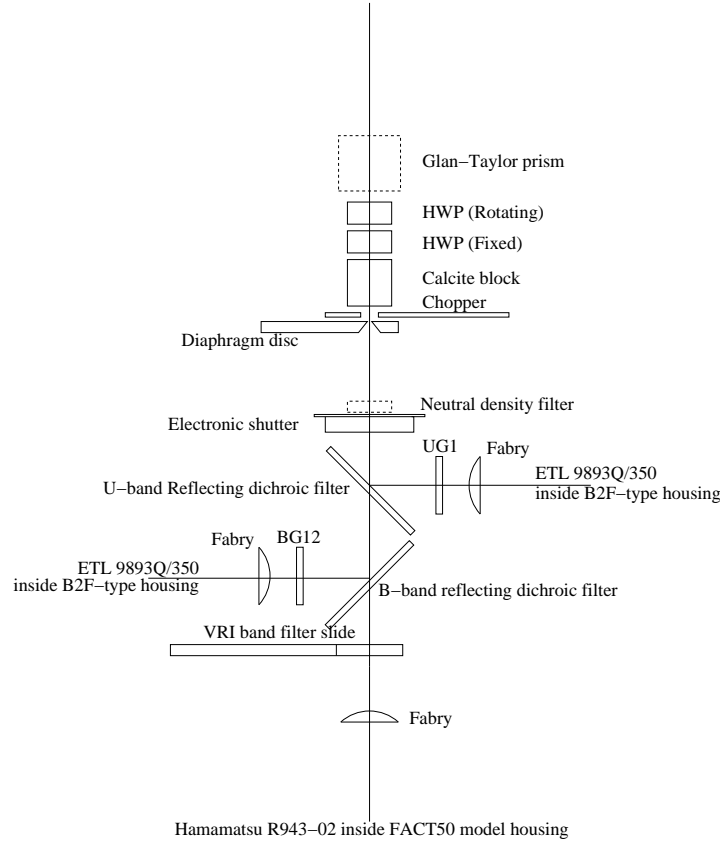 Glan−Taylor prism
HWP (Rotating)
HWP (Fixed)
Calcite block
Chopper
Diaphragm disc
Neutral density filter
Electronic shutter
UG1
Fabry
ETL 9893Q/350
inside B2F−type housing
U−band Reflecting dichroic filter
Fabry
BG12
ETL 9893Q/350
inside B2F−type housing
B−band reflecting dichroic filter
VRI band filter slide
Fabry
Hamamatsu R943−02 inside FACT50 model housing